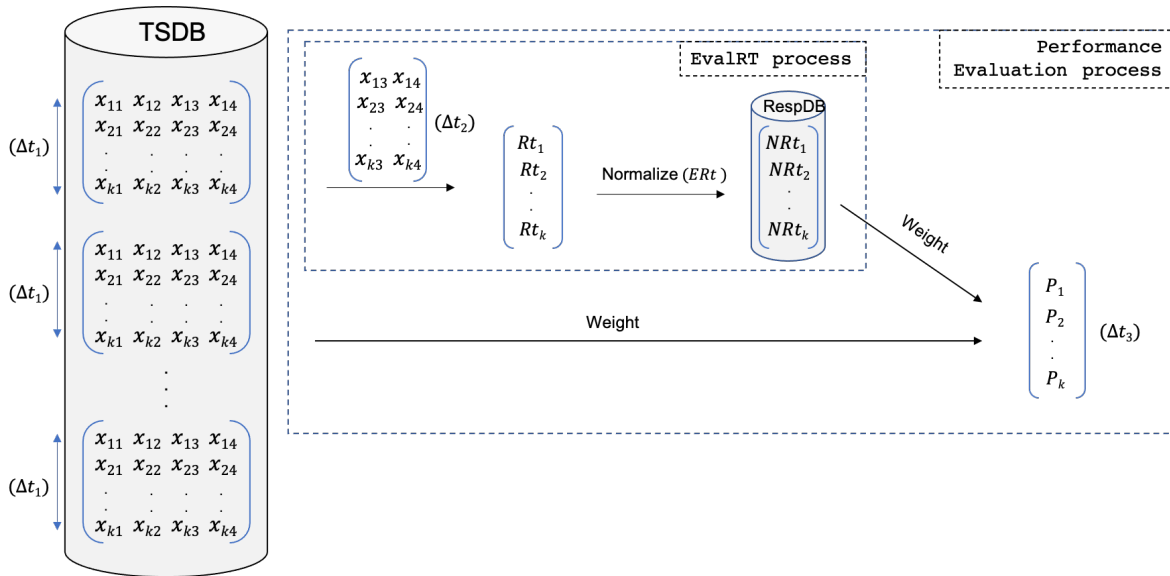 TSDB
(Δt₁)
x₁₁ x₁₂ x₁₃ x₁₄
x₂₁ x₂₂ x₂₃ x₂₄
. . . .
. . . .
xₖ₁ xₖ₂ xₖ₃ xₖ₄
(Δt₁)
x₁₁ x₁₂ x₁₃ x₁₄
x₂₁ x₂₂ x₂₃ x₂₄
. . . .
. . . .
xₖ₁ xₖ₂ xₖ₃ xₖ₄
.
.
.
(Δt₁)
x₁₁ x₁₂ x₁₃ x₁₄
x₂₁ x₂₂ x₂₃ x₂₄
. . . .
. . . .
xₖ₁ xₖ₂ xₖ₃ xₖ₄
Performance
Evaluation process
EvalRT process
x₁₃ x₁₄
x₂₃ x₂₄
. .
. .
xₖ₃ xₖ₄
(Δt₂)
Rt₁
Rt₂
.
.
Rtₖ
Normalize (ERt)
RespDB
NRt₁
NRt₂
.
.
NRtₖ
Weight
Weight
P₁
P₂
.
.
Pₖ
(Δt₃)